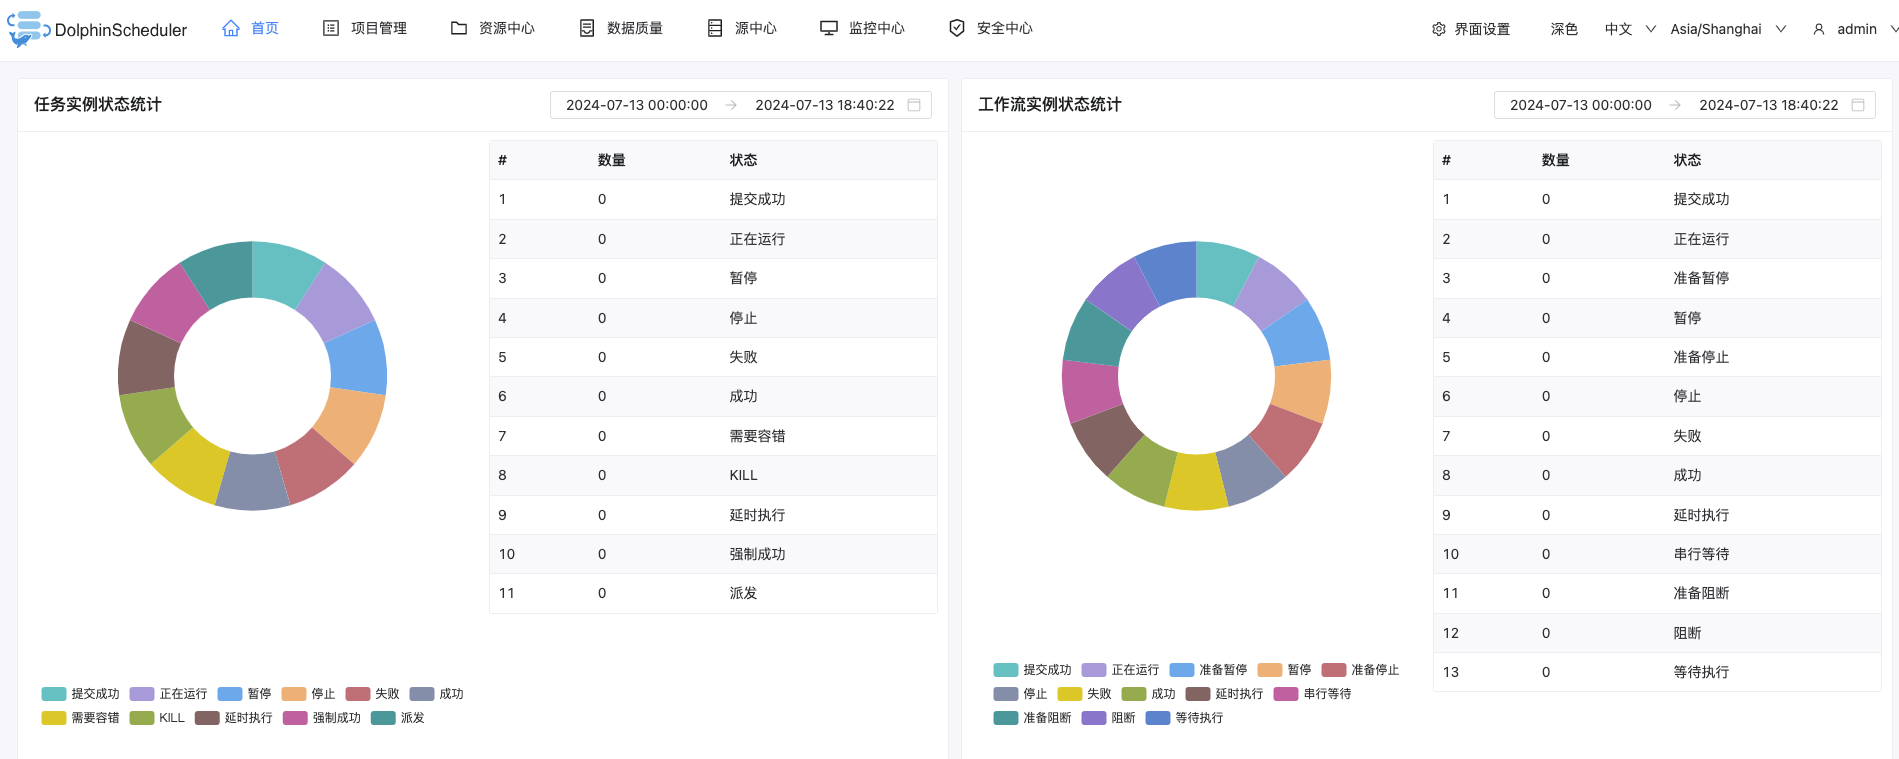 DolphinScheduler 首页 项目管理 资源中心 数据质量 源中心 监控中心 安全中心 界面设置 深色 中文 Asia/Shanghai admin
任务实例状态统计 2024-07-13 00:00:00 → 2024-07-13 18:40:22
# 数量 状态
1 0 提交成功
2 0 正在运行
3 0 暂停
4 0 停止
5 0 失败
6 0 成功
7 0 需要容错
8 0 KILL
9 0 延时执行
10 0 强制成功
11 0 派发
提交成功 正在运行 暂停 停止 失败 成功
需要容错 KILL 延时执行 强制成功 派发
工作流实例状态统计 2024-07-13 00:00:00 → 2024-07-13 18:40:22
# 数量 状态
1 0 提交成功
2 0 正在运行
3 0 准备暂停
4 0 暂停
5 0 准备停止
6 0 停止
7 0 失败
8 0 成功
9 0 延时执行
10 0 串行等待
11 0 准备阻断
12 0 阻断
13 0 等待执行
提交成功 正在运行 准备暂停 暂停 准备停止
停止 失败 成功 延时执行 串行等待
准备阻断 阻断 等待执行